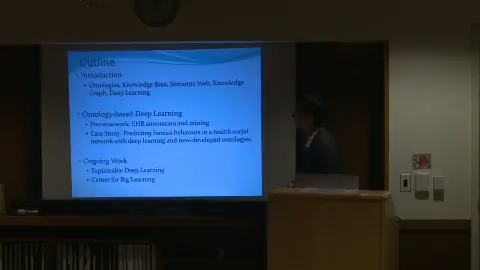 Outline
Introduction
Ontologies, Knowledge Base, Semantic Web, Knowledge
Graph, Deep Learning
Ontology-based Deep Learning
Previous work: EHR annotation and mining
Case Study: Predicting human behaviors in a health social
network with deep learning and new-developed ontologies.
Ongoing Work
Explainable Deep Learning
Center for Big Learning